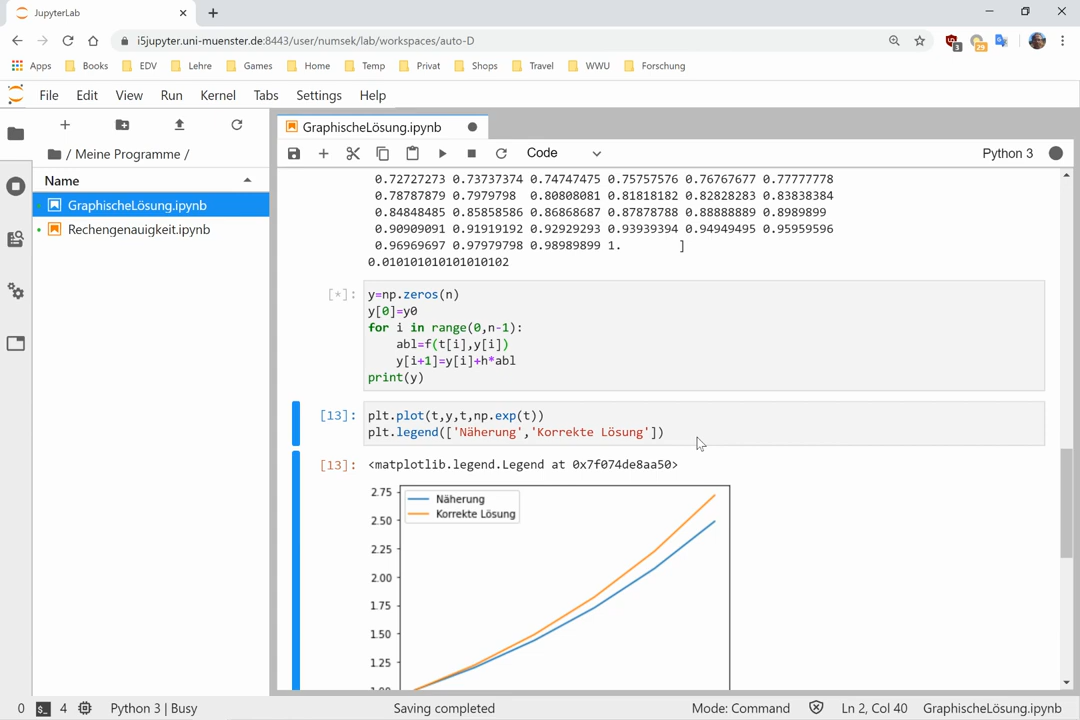 JupyterLab
i5jupyter.uni-muenster.de:8443/user/numsek/lab/workspaces/auto-D
3
29
Apps Books EDV Lehre Games Home Temp Privat Shops Travel WWU Forschung
File Edit View Run Kernel Tabs Settings Help
GraphischeLösung.ipynb
/ Meine Programme /
Code
Python 3
Name
GraphischeLösung.ipynb
Rechengenauigkeit.ipynb
0.72727273 0.73737374 0.74747475 0.75757576 0.76767677 0.77777778
0.78787879 0.7979798 0.80808081 0.81818182 0.82828283 0.83838384
0.84848485 0.85858586 0.86868687 0.87878788 0.88888889 0.8989899
0.90909091 0.91919192 0.92929293 0.93939394 0.94949495 0.95959596
0.96969697 0.97979798 0.98989899 1. ]
0.010101010101010102
[*]: y=np.zeros(n)
y[0]=y0
for i in range(0,n-1):
abl=f(t[i],y[i])
y[i+1]=y[i]+h*abl
print(y)
[13]: plt.plot(t,y,t,np.exp(t))
plt.legend(['Näherung','Korrekte Lösung'])
[13]: <matplotlib.legend.Legend at 0x7f074de8aa50>
2.75
Näherung
Korrekte Lösung
2.50
2.25
2.00
1.75
1.50
1.25
1.00
0 4 Python 3 | Busy Saving completed Mode: Command Ln 2, Col 40 GraphischeLösung.ipynb